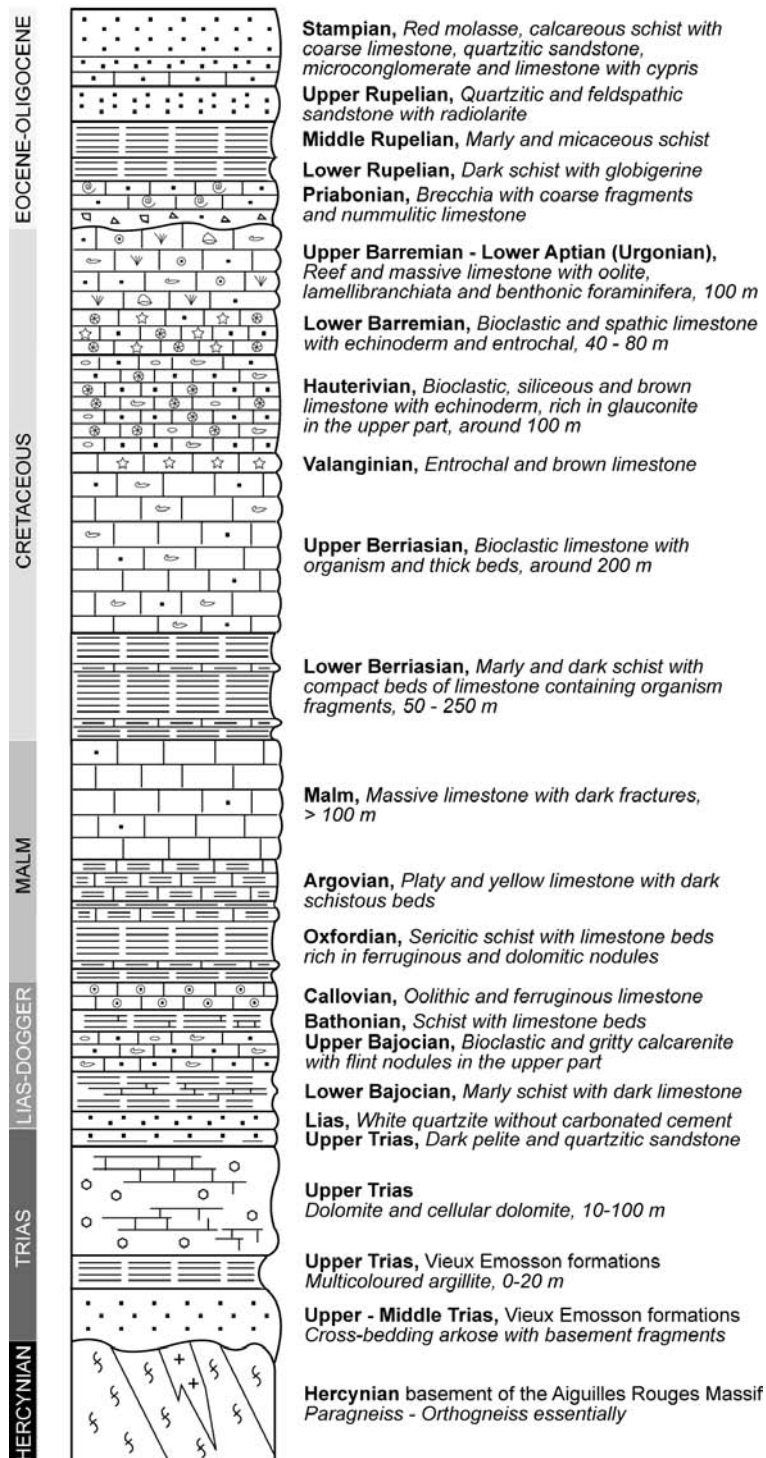 EOCENE-OLIGOCENE
Stampian, Red molasse, calcareous schist with
coarse limestone, quartzitic sandstone,
microconglomerate and limestone with cypris
Upper Rupelian, Quartzitic and feldspathic
sandstone with radiolarite
Middle Rupelian, Marly and micaceous schist
Lower Rupelian, Dark schist with globigerine
Priabonian, Brecchia with coarse fragments
and nummulitic limestone
CRETACEOUS
Upper Barremian - Lower Aptian (Urgonian),
Reef and massive limestone with oolite,
lamellibranchiata and benthonic foraminifera, 100 m
Lower Barremian, Bioclastic and spathic limestone
with echinoderm and entrochal, 40 - 80 m
Hauterivian, Bioclastic, siliceous and brown
limestone with echinoderm, rich in glauconite
in the upper part, around 100 m
Valanginian, Entrochal and brown limestone
Upper Berriasian, Bioclastic limestone with
organism and thick beds, around 200 m
Lower Berriasian, Marly and dark schist with
compact beds of limestone containing organism
fragments, 50 - 250 m
MALM
Malm, Massive limestone with dark fractures,
> 100 m
Argovian, Platy and yellow limestone with dark
schistous beds
Oxfordian, Sericitic schist with limestone beds
rich in ferruginous and dolomitic nodules
LIAS-DOGGER
Callovian, Oolithic and ferruginous limestone
Bathonian, Schist with limestone beds
Upper Bajocian, Bioclastic and gritty calcarenite
with flint nodules in the upper part
Lower Bajocian, Marly schist with dark limestone
Lias, White quartzite without carbonated cement
TRIAS
Upper Trias, Dark pelite and quartzitic sandstone
Upper Trias
Dolomite and cellular dolomite, 10-100 m
Upper Trias, Vieux Emosson formations
Multicoloured argillite, 0-20 m
Upper - Middle Trias, Vieux Emosson formations
Cross-bedding arkose with basement fragments
HERCYNIAN
Hercynian basement of the Aiguilles Rouges Massif
Paragneiss - Orthogneiss essentially